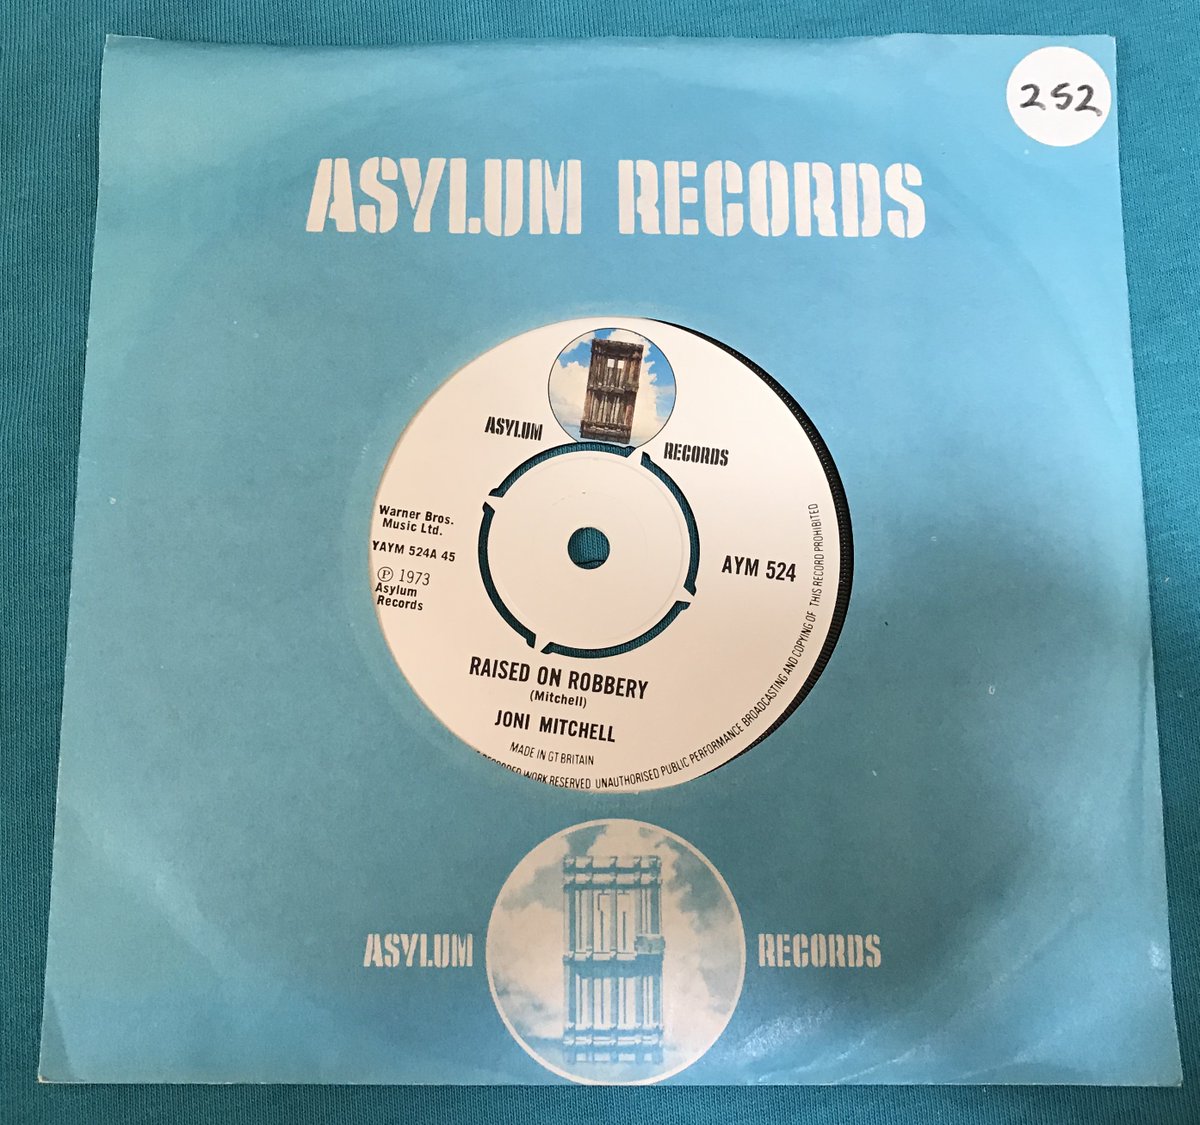 252
ASYLUM RECORDS
ASYLUM RECORDS
Warner Bros.
Music Ltd.
YAYM 524A 45
Ⓟ 1973
Asylum
Records
AYM 524
RAISED ON ROBBERY
(Mitchell)
JONI MITCHELL
MADE IN GT BRITAIN
WORK RESERVED UNAUTHORISED PUBLIC PERFORMANCE BROADCASTING AND COPYING OF THIS RECORD PROHIBITED
ASYLUM RECORDS